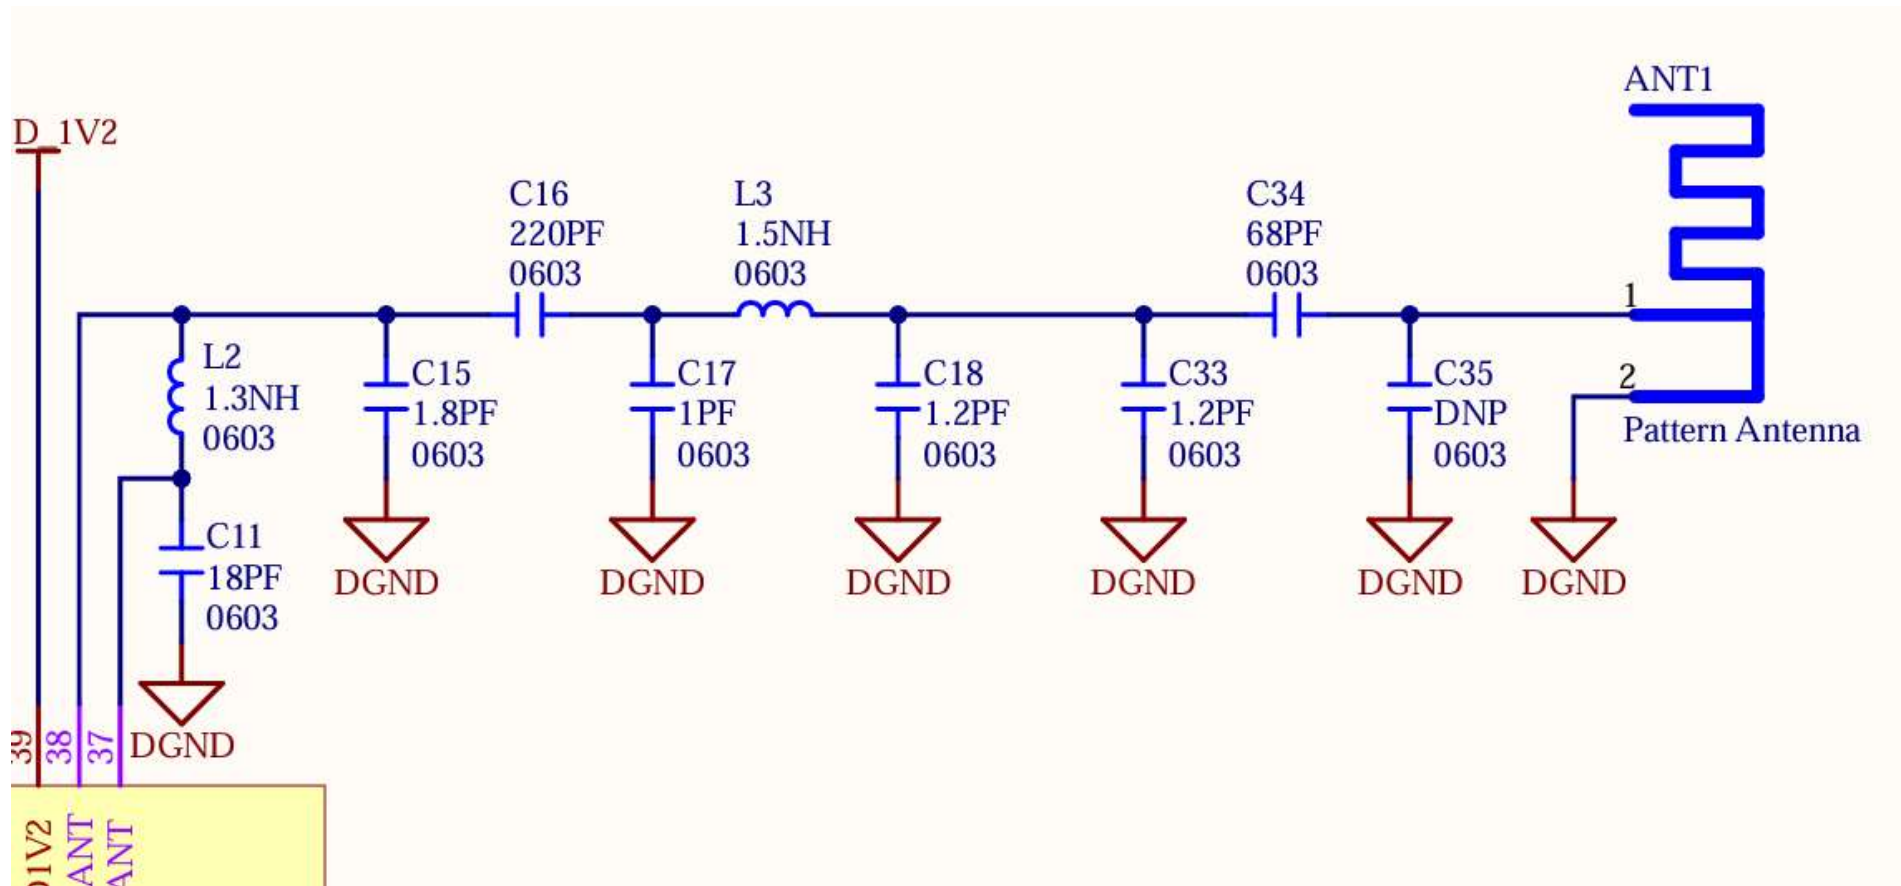 ANT1
D_1V2
C16
220PF
0603
L3
1.5NH
0603
C34
68PF
0603
1
L2
1.3NH
0603
C15
1.8PF
0603
C17
1PF
0603
C18
1.2PF
0603
C33
1.2PF
0603
C35
DNP
0603
2
Pattern Antenna
C11
18PF
0603
DGND
DGND
DGND
DGND
DGND
DGND
DGND
39
38
37
D1V2
ANT
ANT